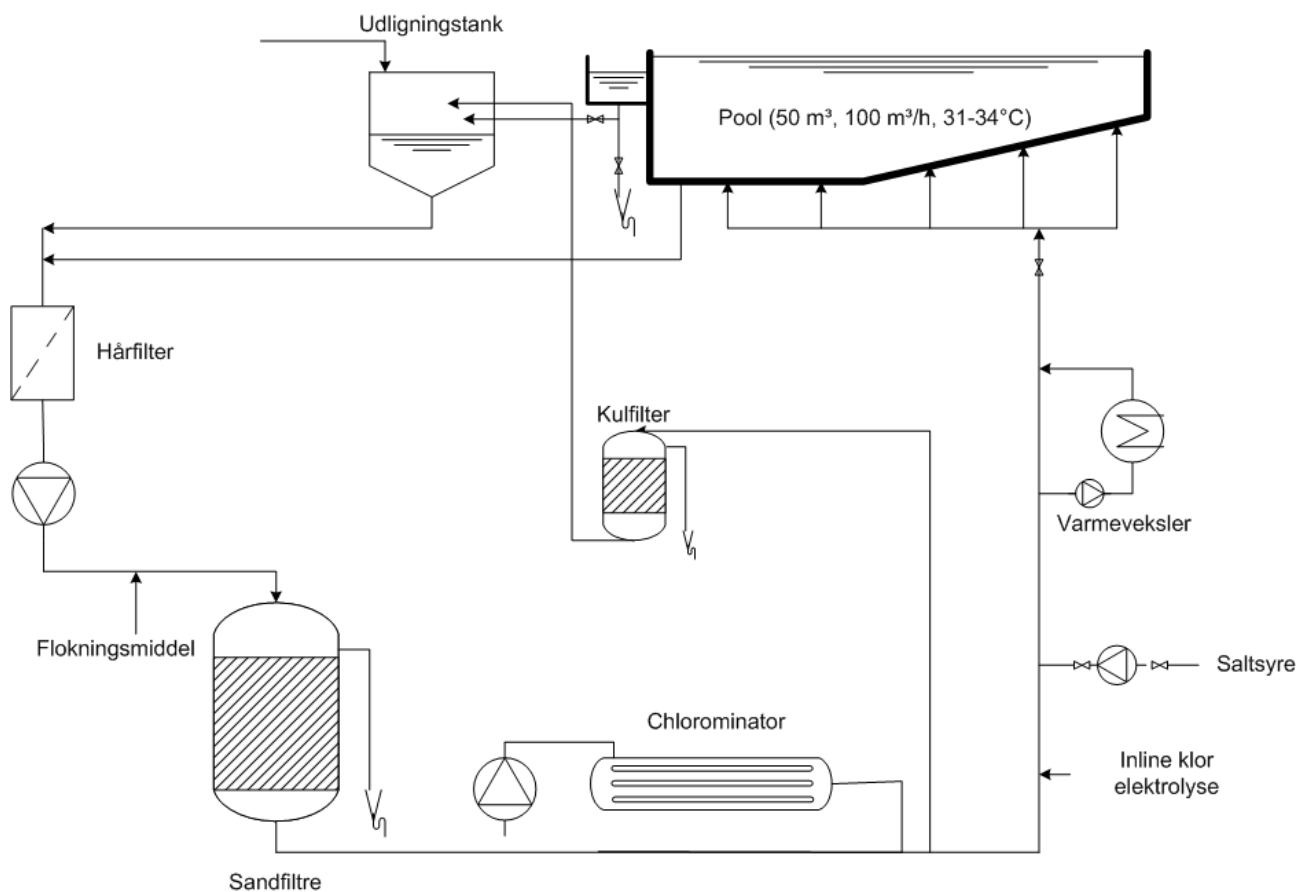 Udligningstank
Pool (50 m³, 100 m³/h, 31-34°C)
Hårfilter
Kulfilter
Varmeveksler
Flokningsmiddel
Saltsyre
Chlorominator
Inline klor
elektrolyse
Sandfiltre